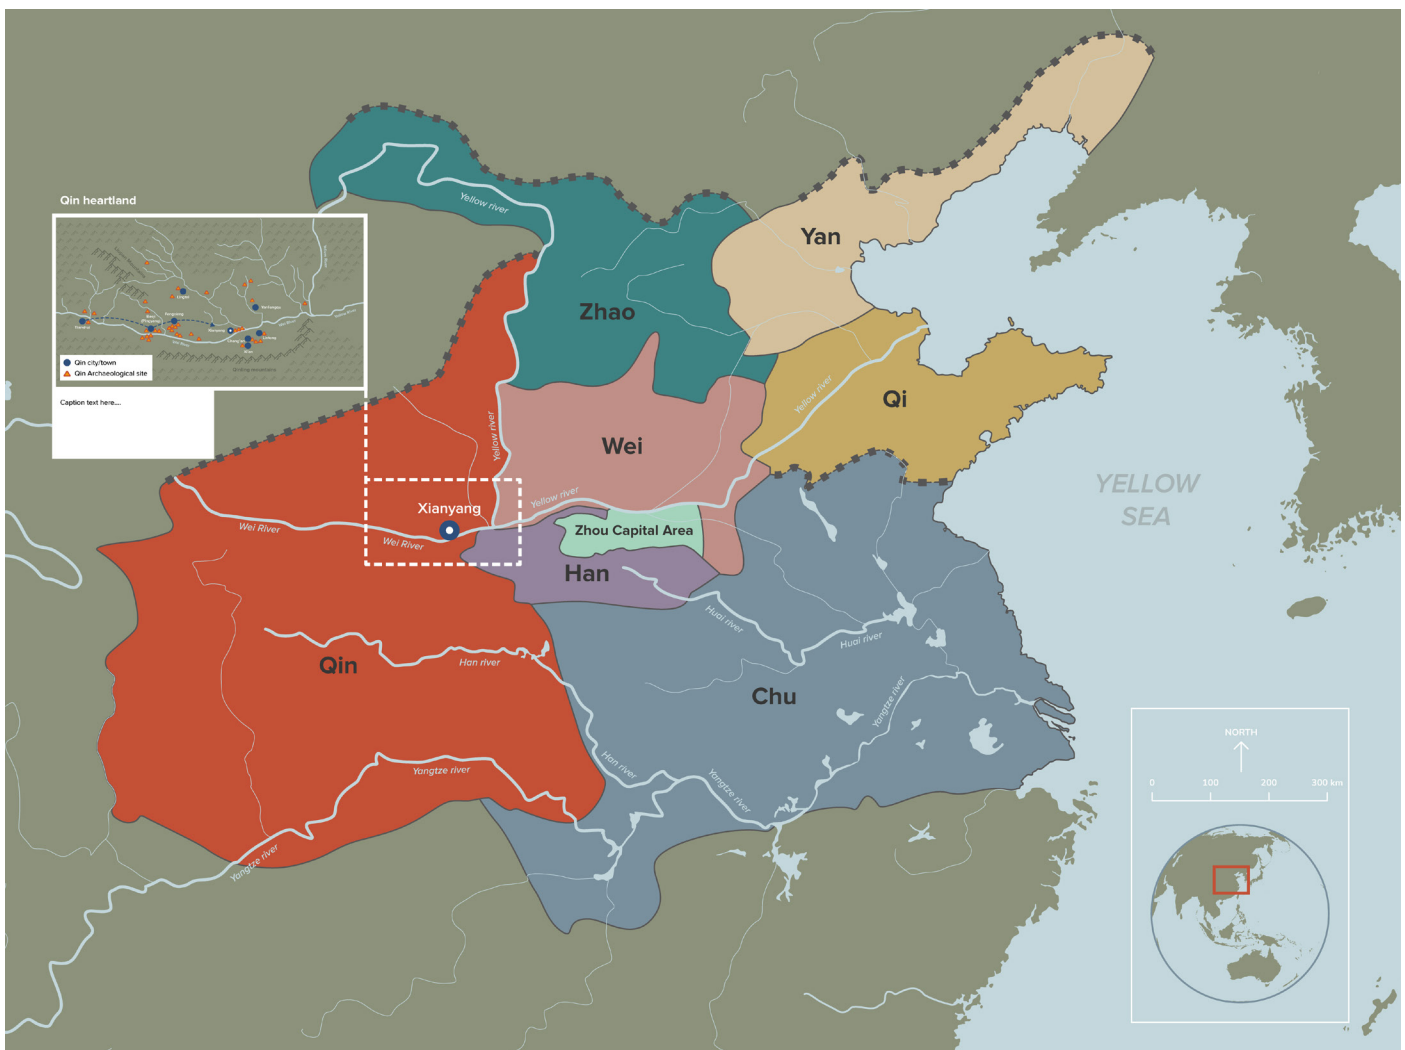 Qin heartland
Qin city/town
Qin Archaeological site
Caption text here....
Yan
Zhao
Yellow river
Wei
Yellow river
Yellow river
Yellow river
Qi
YELLOW
SEA
Xianyang
Wei River
Wei River
Zhou Capital Area
Han
Huai river
Huai river
Qin
Han river
Han river
Chu
Yangtze river
Yangtze river
Yangtze river
Yangtze river
NORTH
0 100 200 300 km